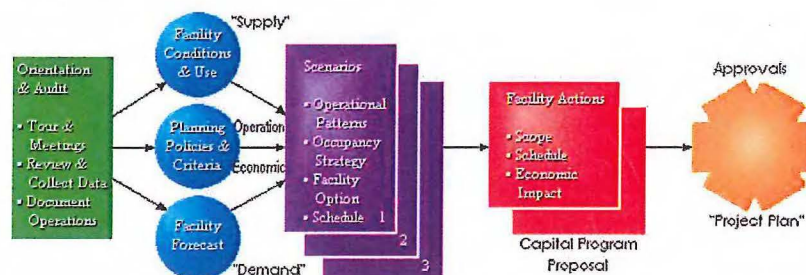 Orientation
& Audit
• Tour &
Meetings
• Review &
Collect Data
• Document
Operations
"Supply"
Facility
Conditions
& Use
Planning
Policies &
Criteria
Operation
Economic
Facility
Forecast
"Demand"
Scenarios
• Operational
Patterns
• Occupancy
Strategy
• Facility
Option
• Schedule
1
2
3
Facility Actions
• Scope
• Schedule
• Economic
Impact
Capital Program
Proposal
Approvals
"Project Plan"